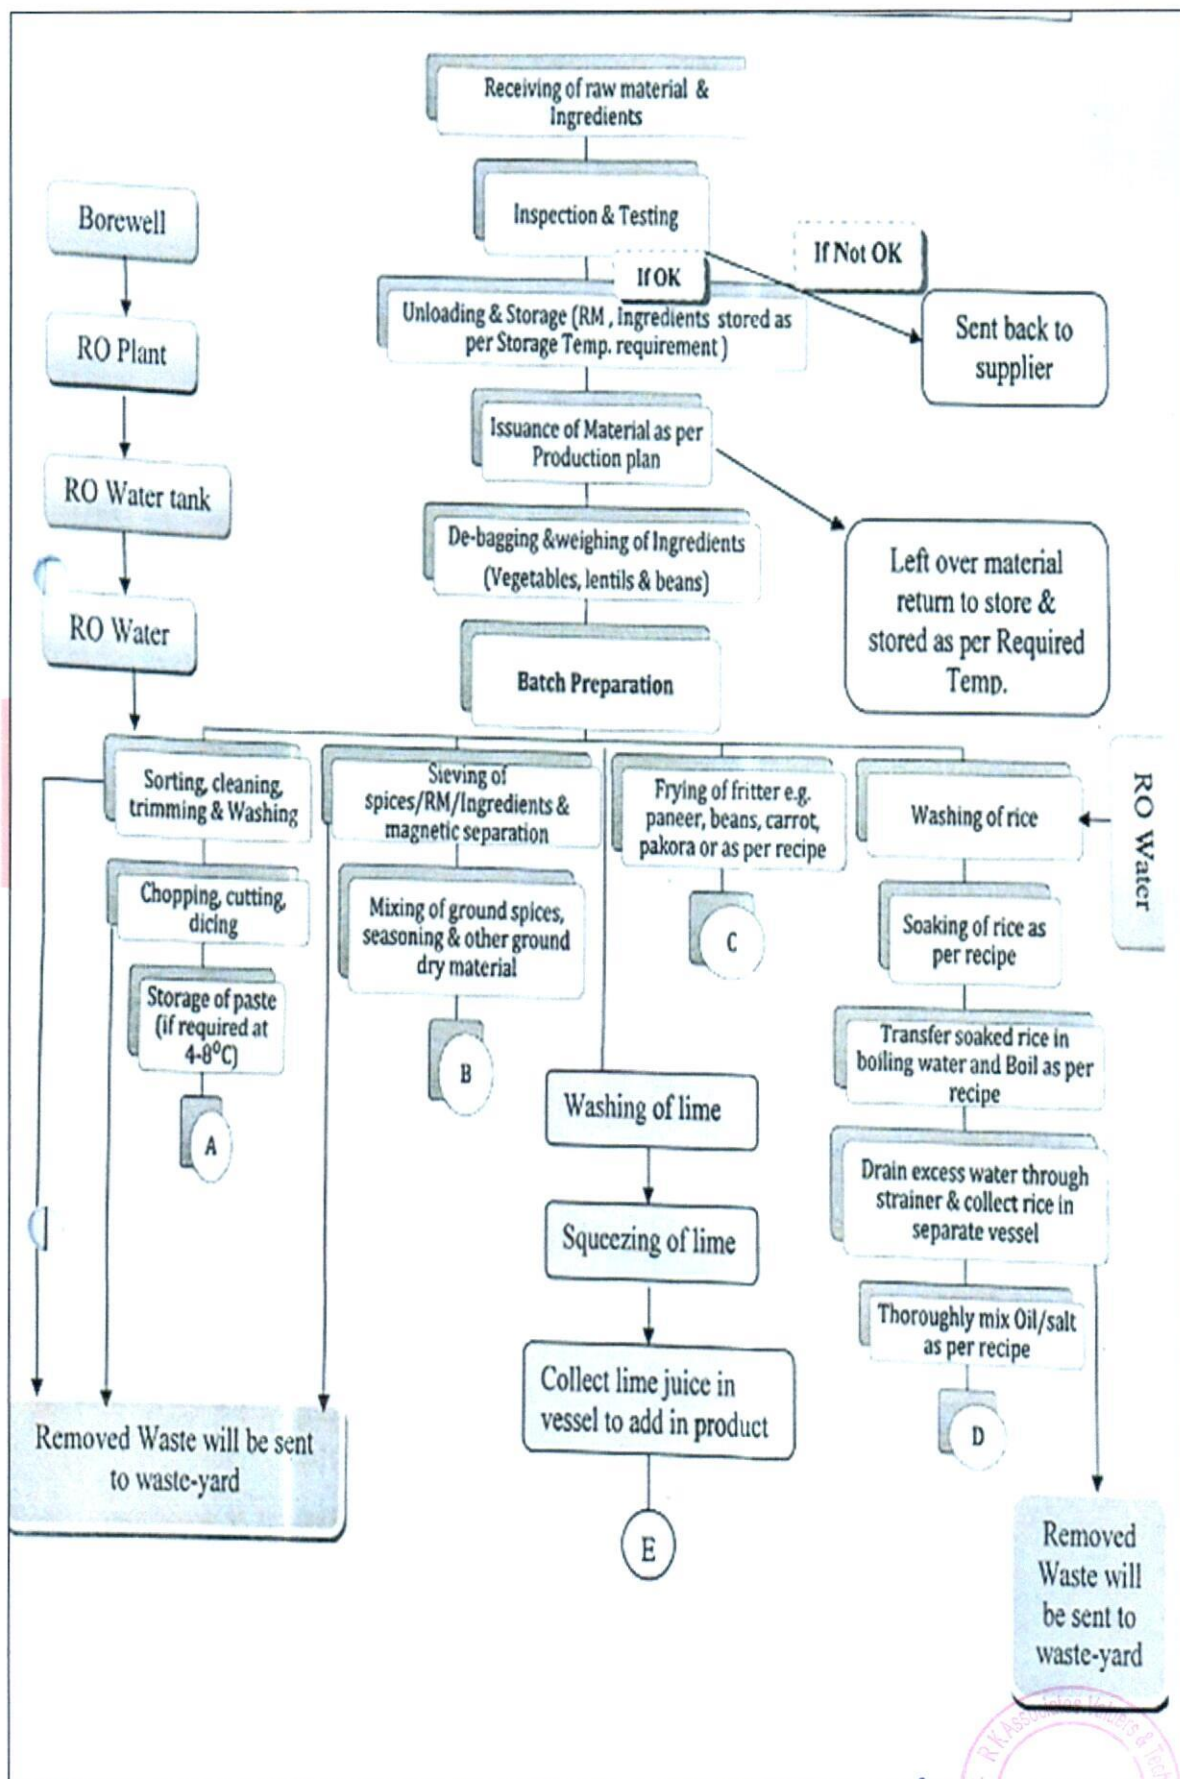 Receiving of raw material &
Ingredients
Inspection & Testing
If OK
If Not OK
Sent back to
supplier
Unloading & Storage (RM , Ingredients stored as
per Storage Temp. requirement )
Issuance of Material as per
Production plan
Left over material
return to store &
stored as per Required
Temp.
De-bagging &weighing of Ingredients
(Vegetables, lentils & beans)
Batch Preparation
Borewell
RO Plant
RO Water tank
RO Water
Sorting, cleaning,
trimming & Washing
Chopping, cutting,
dicing
Storage of paste
(if required at
4-8⁰C)
A
Sieving of
spices/RM/Ingredients &
magnetic separation
Mixing of ground spices,
seasoning & other ground
dry material
B
Washing of lime
Squeezing of lime
Collect lime juice in
vessel to add in product
E
Frying of fritter e.g.
paneer, beans, carrot,
pakora or as per recipe
C
Washing of rice
RO Water
Soaking of rice as
per recipe
Transfer soaked rice in
boiling water and Boil as per
recipe
Drain excess water through
strainer & collect rice in
separate vessel
Thoroughly mix Oil/salt
as per recipe
D
Removed Waste will be sent
to waste-yard
Removed
Waste will
be sent to
waste-yard
RK Associates Valuers & Tech